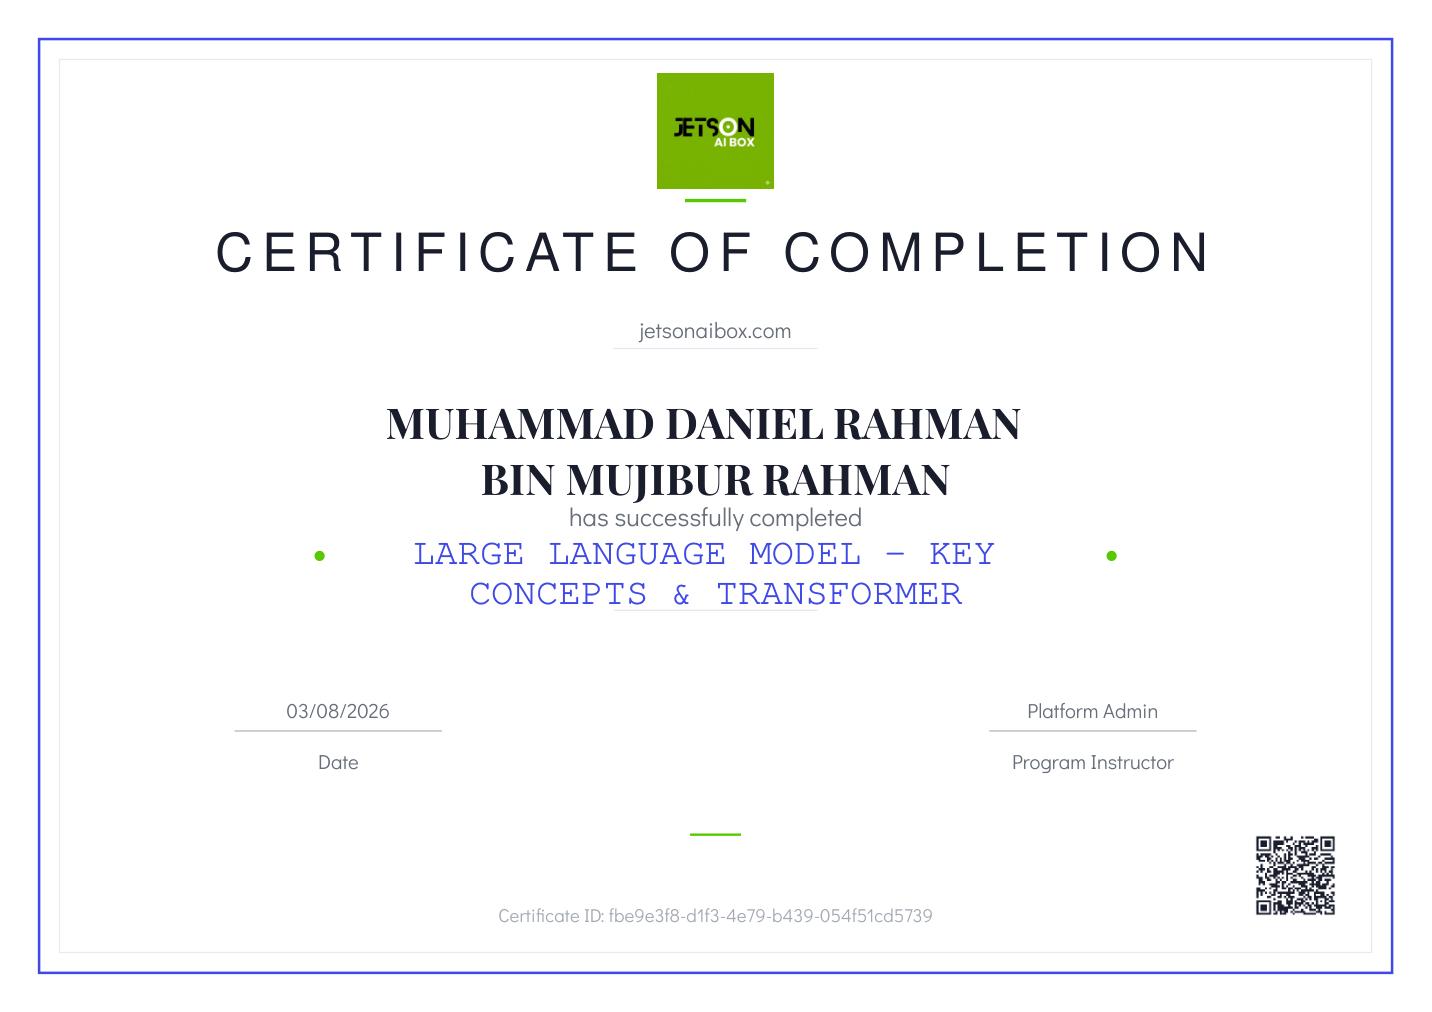 JETSON
AI BOX
CERTIFICATE OF COMPLETION
jetsonaibox.com
MUHAMMAD DANIEL RAHMAN
BIN MUJIBUR RAHMAN
has successfully completed
LARGE LANGUAGE MODEL – KEY
CONCEPTS & TRANSFORMER
03/08/2026
Platform Admin
Date
Program Instructor
Certificate ID: fbe9e3f8-d1f3-4e79-b439-054f51cd5739